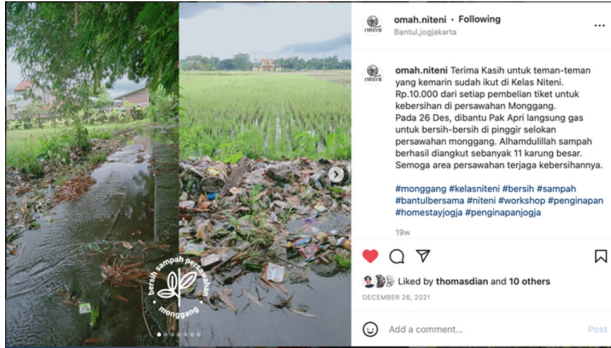 omah.niteni • Following
Bantul,jogjakarta
omah.niteni Terima Kasih untuk teman-teman
yang kemarin sudah ikut di Kelas Niteni.
Rp.10.000 dari setiap pembelian tiket untuk
kebersihan di persawahan Monggang.
Pada 26 Des, dibantu Pak Apri langsung gas
untuk bersih-bersih di pinggir selokan
persawahan monggang. Alhamdulillah sampah
berhasil diangkut sebanyak 11 karung besar.
Semoga area persawahan terjaga kebersihannya.
#monggang #kelasniteni #bersih #sampah
#bantulbersama #niteni #workshop #penginapan
#homestayjogja #penginapanjogja
19w
Liked by thomasdian and 10 others
DECEMBER 26, 2021
Add a comment...
Post
bersih sampah persawahan
monggang